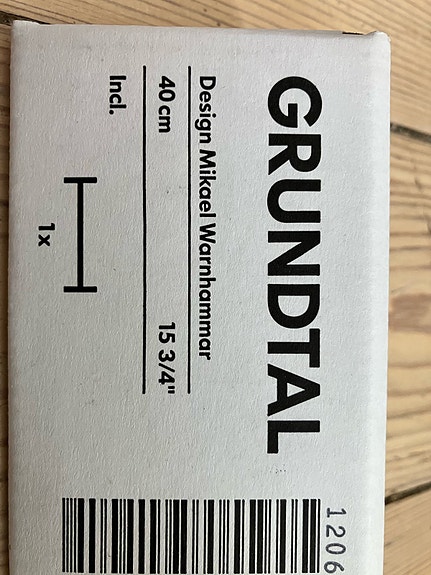 GRUNDTAL
Design Mikael Warnhammar
40 cm 15 3/4"
Incl.
1x
1206